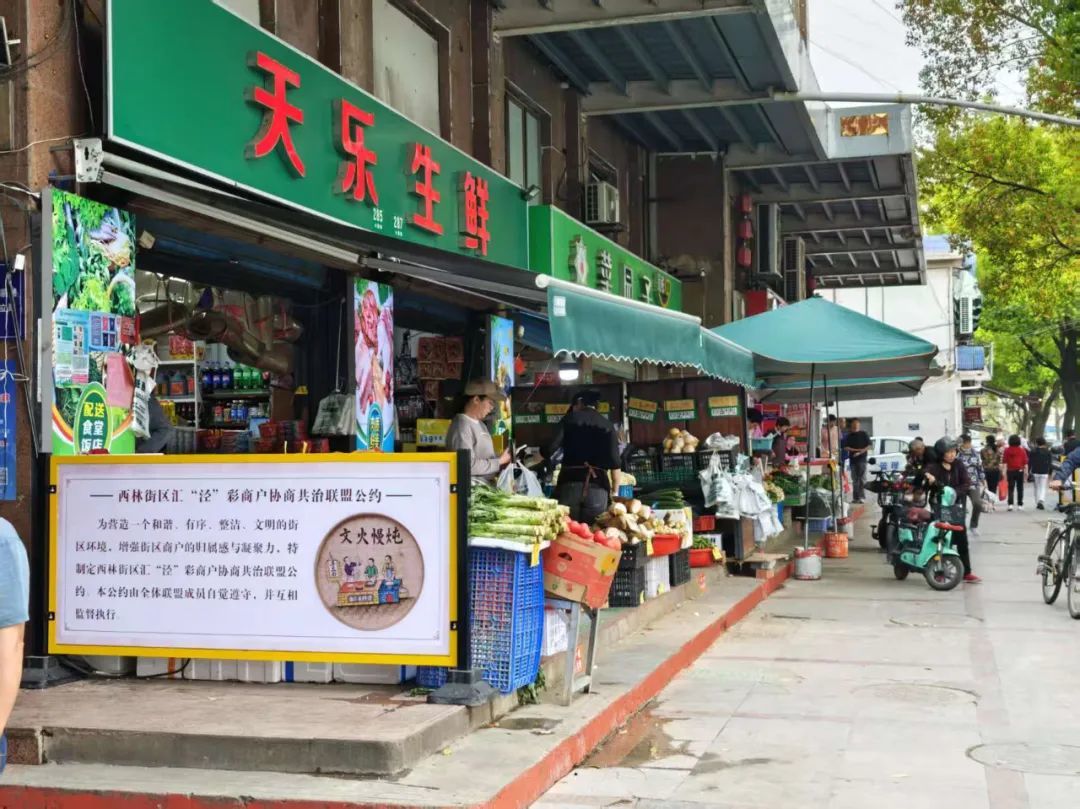 天乐生鲜
285 287
菜园子
配送
食堂
饭店
生鲜
西林街区汇“泾”彩商户协商共治联盟公约
为营造一个和谐、有序、整洁、文明的街
区环境，增强街区商户的归属感与凝聚力，特
制定西林街区汇“泾”彩商户协商共治联盟公
约。本公约由全体联盟成员自觉遵守，并互相
监督执行。
文火慢炖